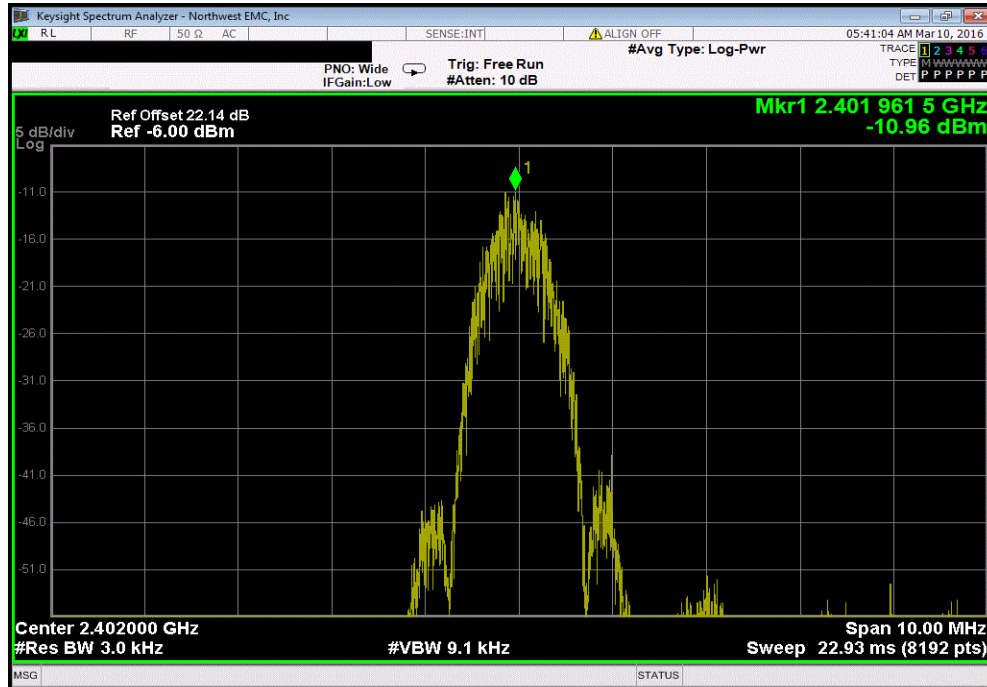 Keysight Spectrum Analyzer - Northwest EMC, Inc
LXI RL RF 50 Ω AC SENSE:INT ALIGN OFF 05:41:04 AM Mar 10, 2016
#Avg Type: Log-Pwr
TRACE 1 2 3 4 5 6
PNO: Wide Trig: Free Run
TYPE M WWWWW
IFGain:Low #Atten: 10 dB
DET P P P P P P
Mkr1 2.401 961 5 GHz
-10.96 dBm
Ref Offset 22.14 dB
5 dB/div Ref -6.00 dBm
Log
1
-11.0
-16.0
-21.0
-26.0
-31.0
-36.0
-41.0
-46.0
-51.0
Center 2.402000 GHz Span 10.00 MHz
#Res BW 3.0 kHz #VBW 9.1 kHz Sweep 22.93 ms (8192 pts)
MSG STATUS